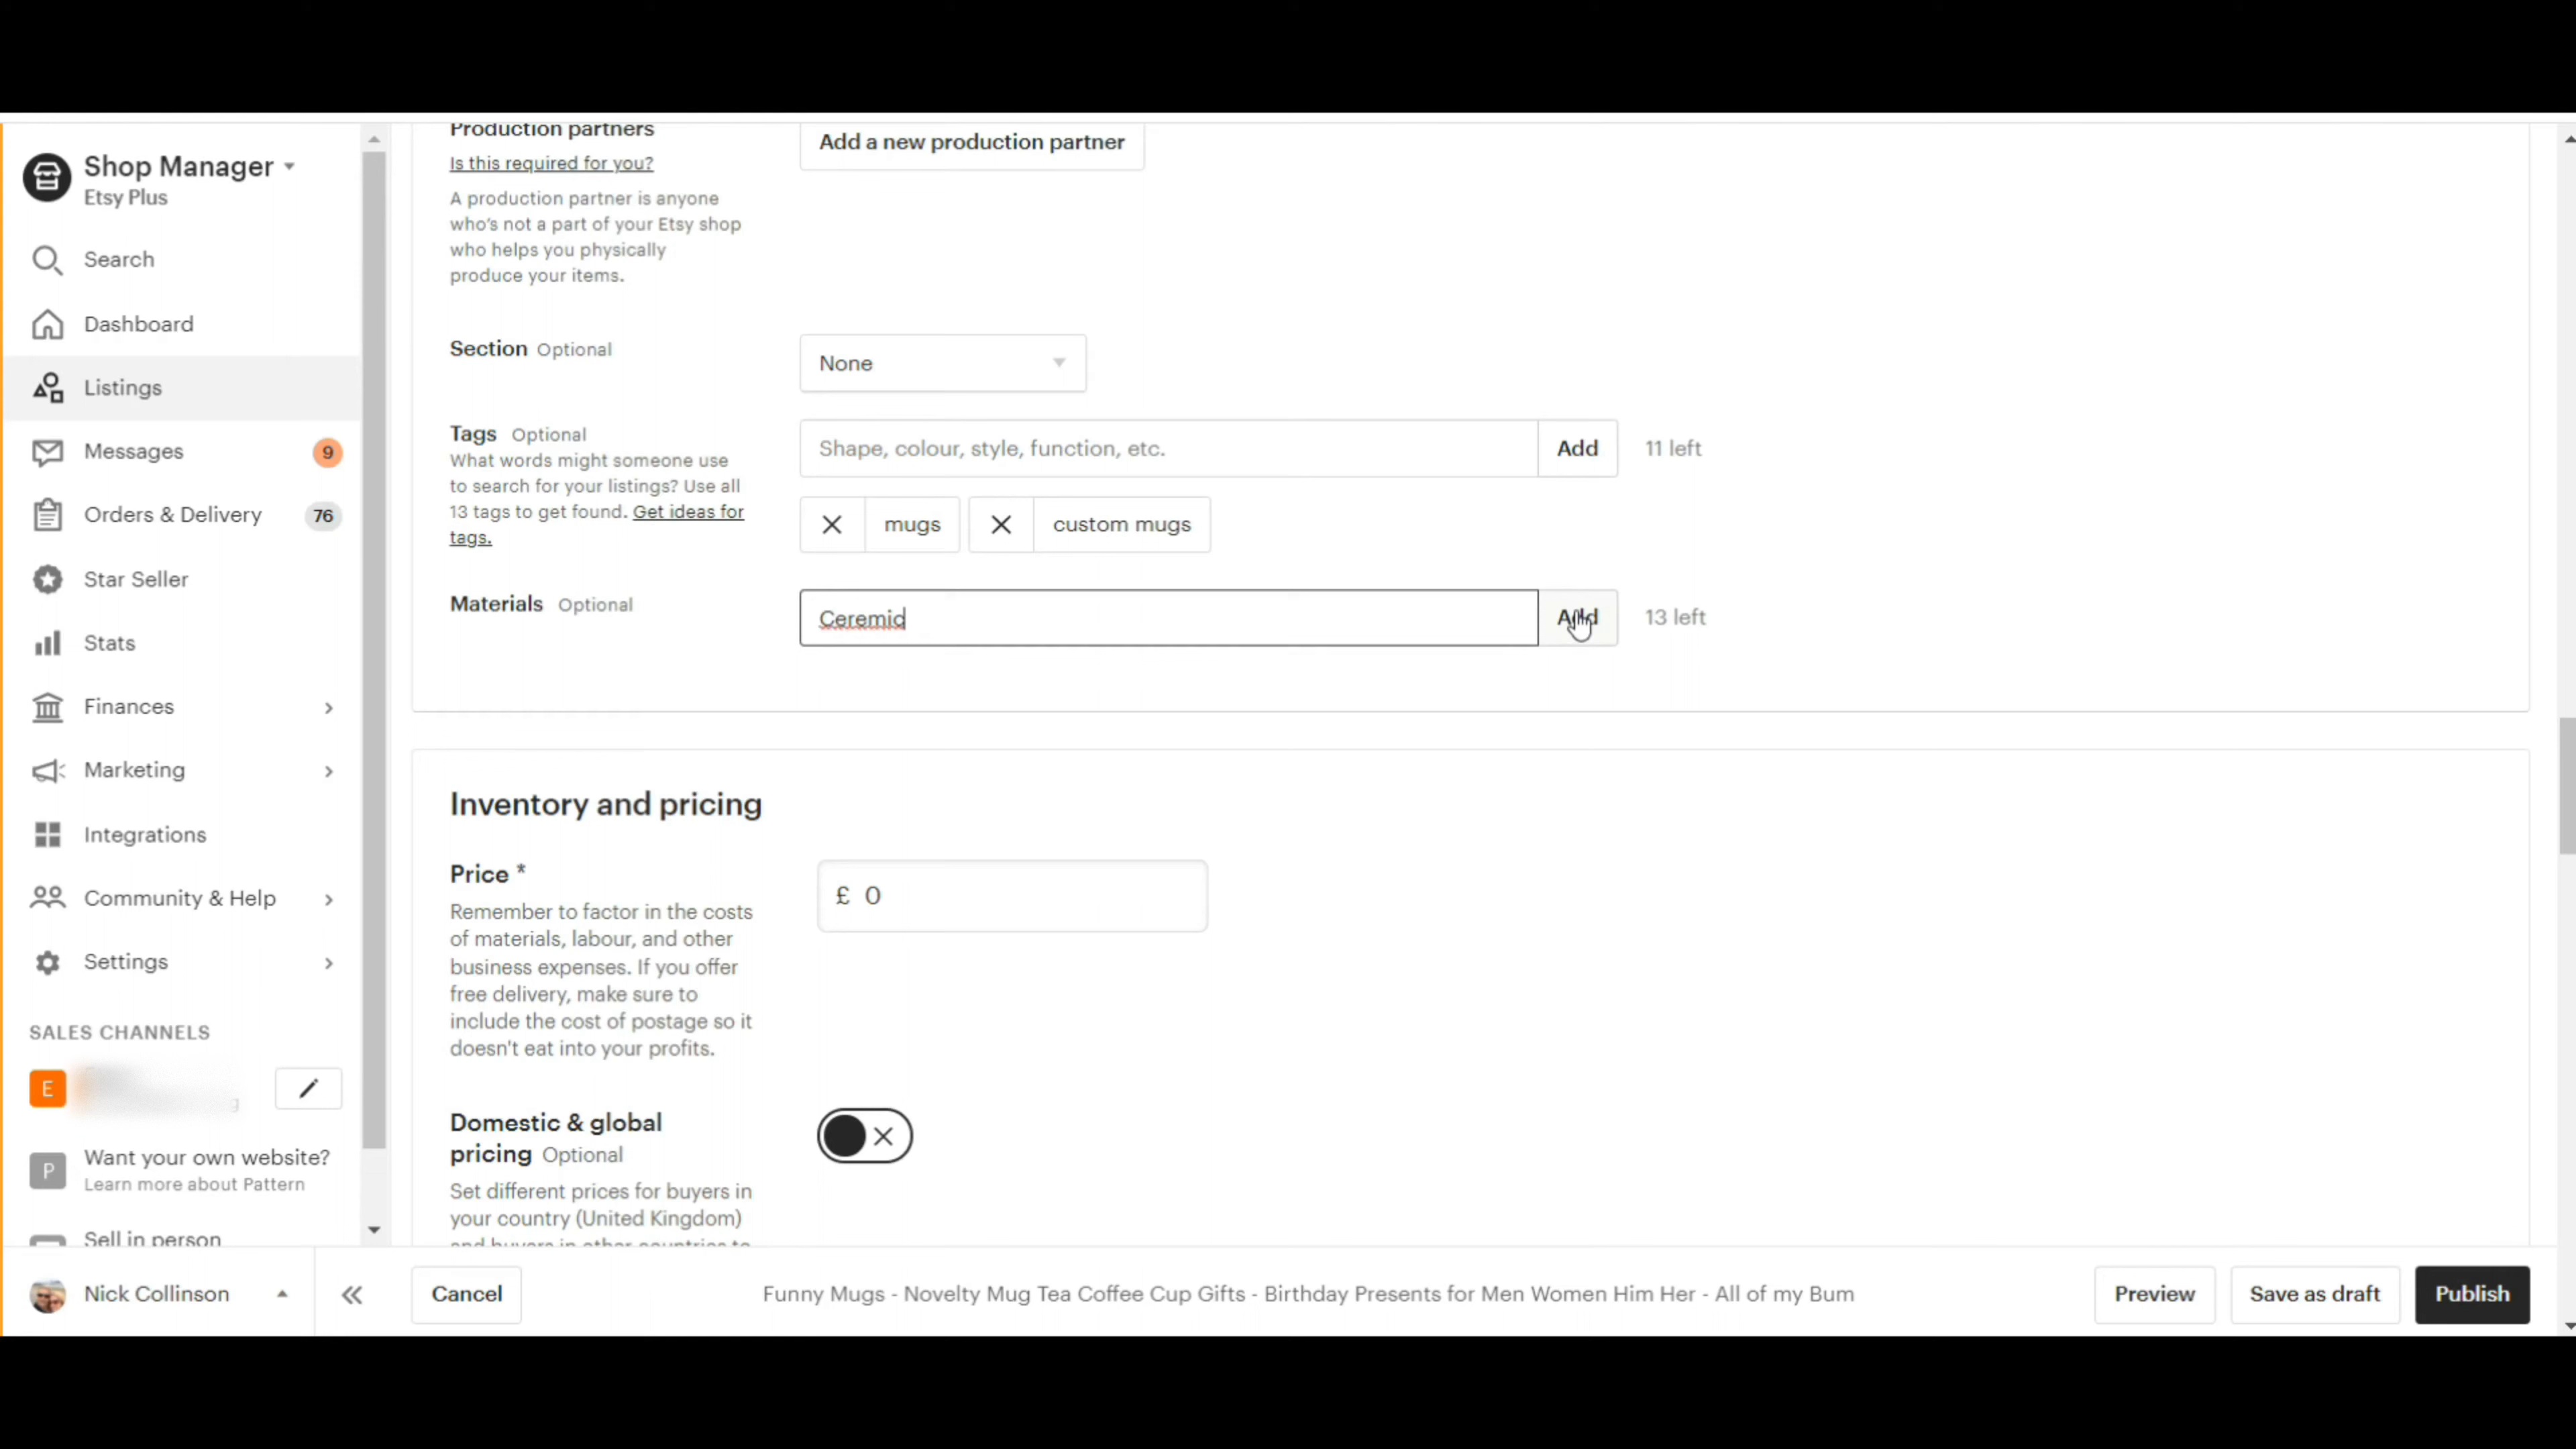 Shop Manager
Etsy Plus
Search
Dashboard
Listings
Messages 9
Orders & Delivery 76
Star Seller
Stats
Finances
Marketing
Integrations
Community & Help
Settings
SALES CHANNELS
E
P
Want your own website?
Learn more about Pattern
Sell in person
Nick Collinson
Production partners
Is this required for you?
A production partner is anyone
who's not a part of your Etsy shop
who helps you physically
produce your items.
Add a new production partner
Section Optional
None
Tags Optional
What words might someone use
to search for your listings? Use all
13 tags to get found. Get ideas for
tags.
Shape, colour, style, function, etc.
Add
11 left
mugs
custom mugs
Materials Optional
Ceremic
Add
13 left
Inventory and pricing
Price *
Remember to factor in the costs
of materials, labour, and other
business expenses. If you offer
free delivery, make sure to
include the cost of postage so it
doesn't eat into your profits.
£ 0
Domestic & global
pricing Optional
Set different prices for buyers in
your country (United Kingdom)
and buyers in other countries to
Cancel
Funny Mugs - Novelty Mug Tea Coffee Cup Gifts - Birthday Presents for Men Women Him Her - All of my Bum
Preview
Save as draft
Publish